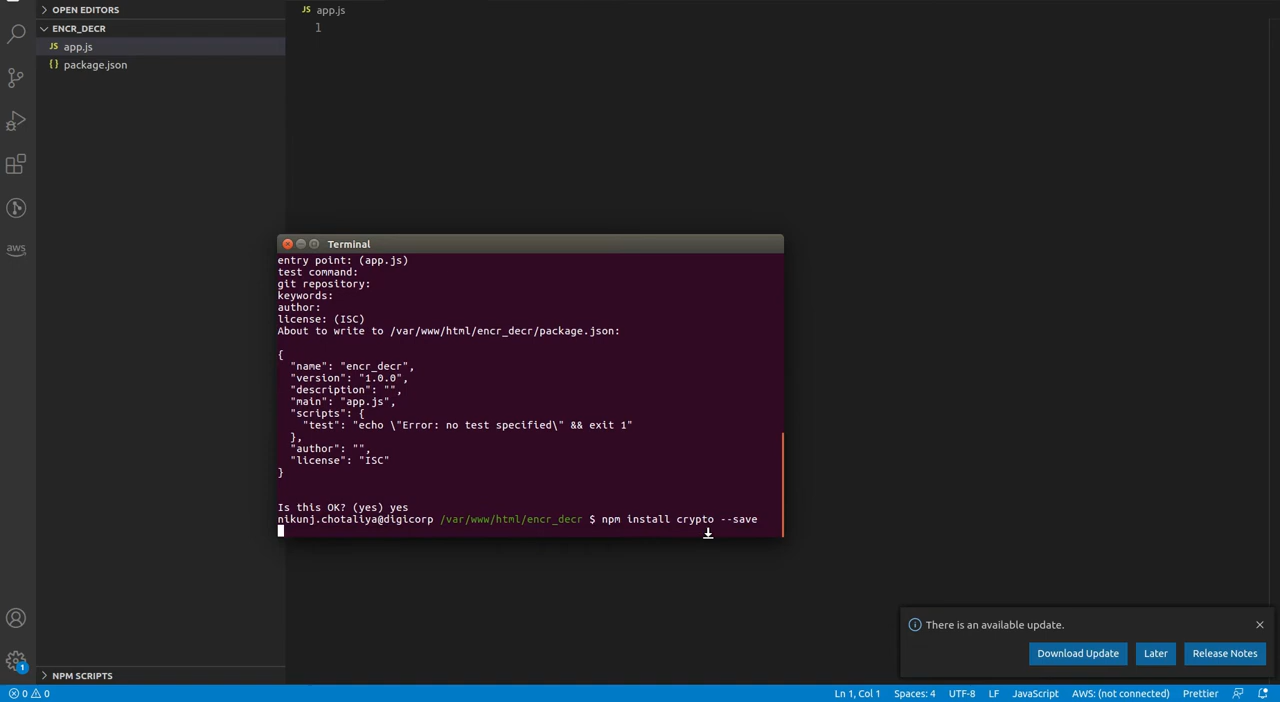 OPEN EDITORS
ENCR_DECR
JS app.js
{} package.json
JS app.js
1
aws
Terminal
entry point: (app.js)
test command:
git repository:
keywords:
author:
license: (ISC)
About to write to /var/www/html/encr_decr/package.json:
{
"name": "encr_decr",
"version": "1.0.0",
"description": "",
"main": "app.js",
"scripts": {
"test": "echo \"Error: no test specified\" && exit 1"
},
"author": "",
"license": "ISC"
}
Is this OK? (yes) yes
nikunj.chotaliya@digicorp /var/www/html/encr_decr $ npm install crypto --save
There is an available update.
Download Update Later Release Notes
1
NPM SCRIPTS
0 0 Ln 1, Col 1 Spaces: 4 UTF-8 LF JavaScript AWS: (not connected) Prettier